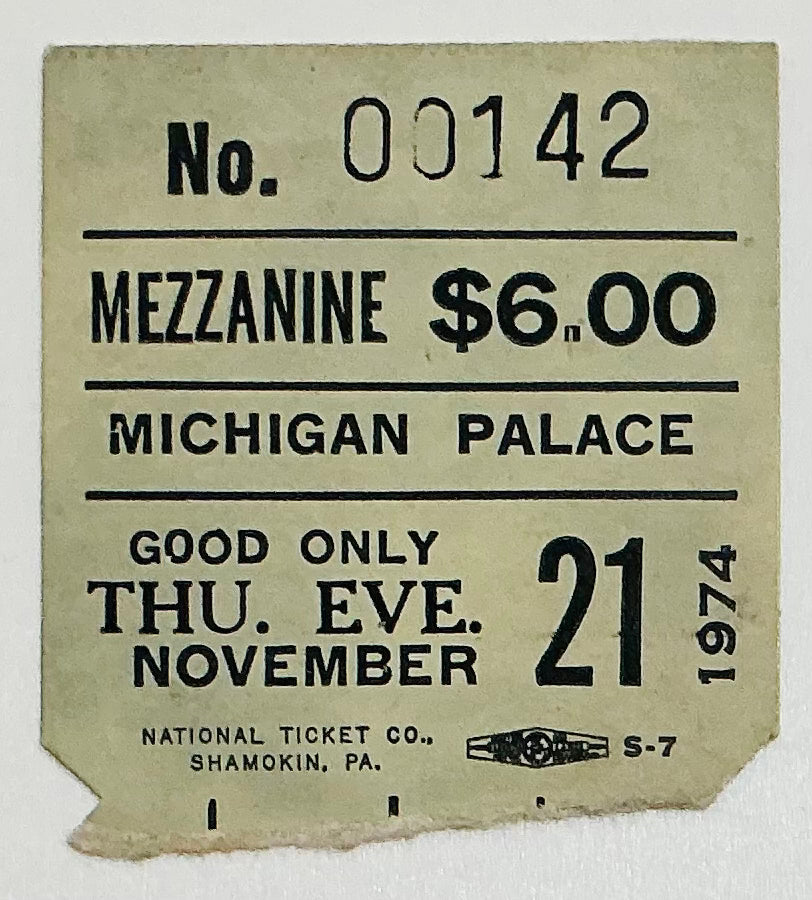 No. 00142
MEZZANINE $6.00
MICHIGAN PALACE
GOOD ONLY
THU. EVE.
NOVEMBER 21 1974
NATIONAL TICKET CO.,
SHAMOKIN, PA.
S-7